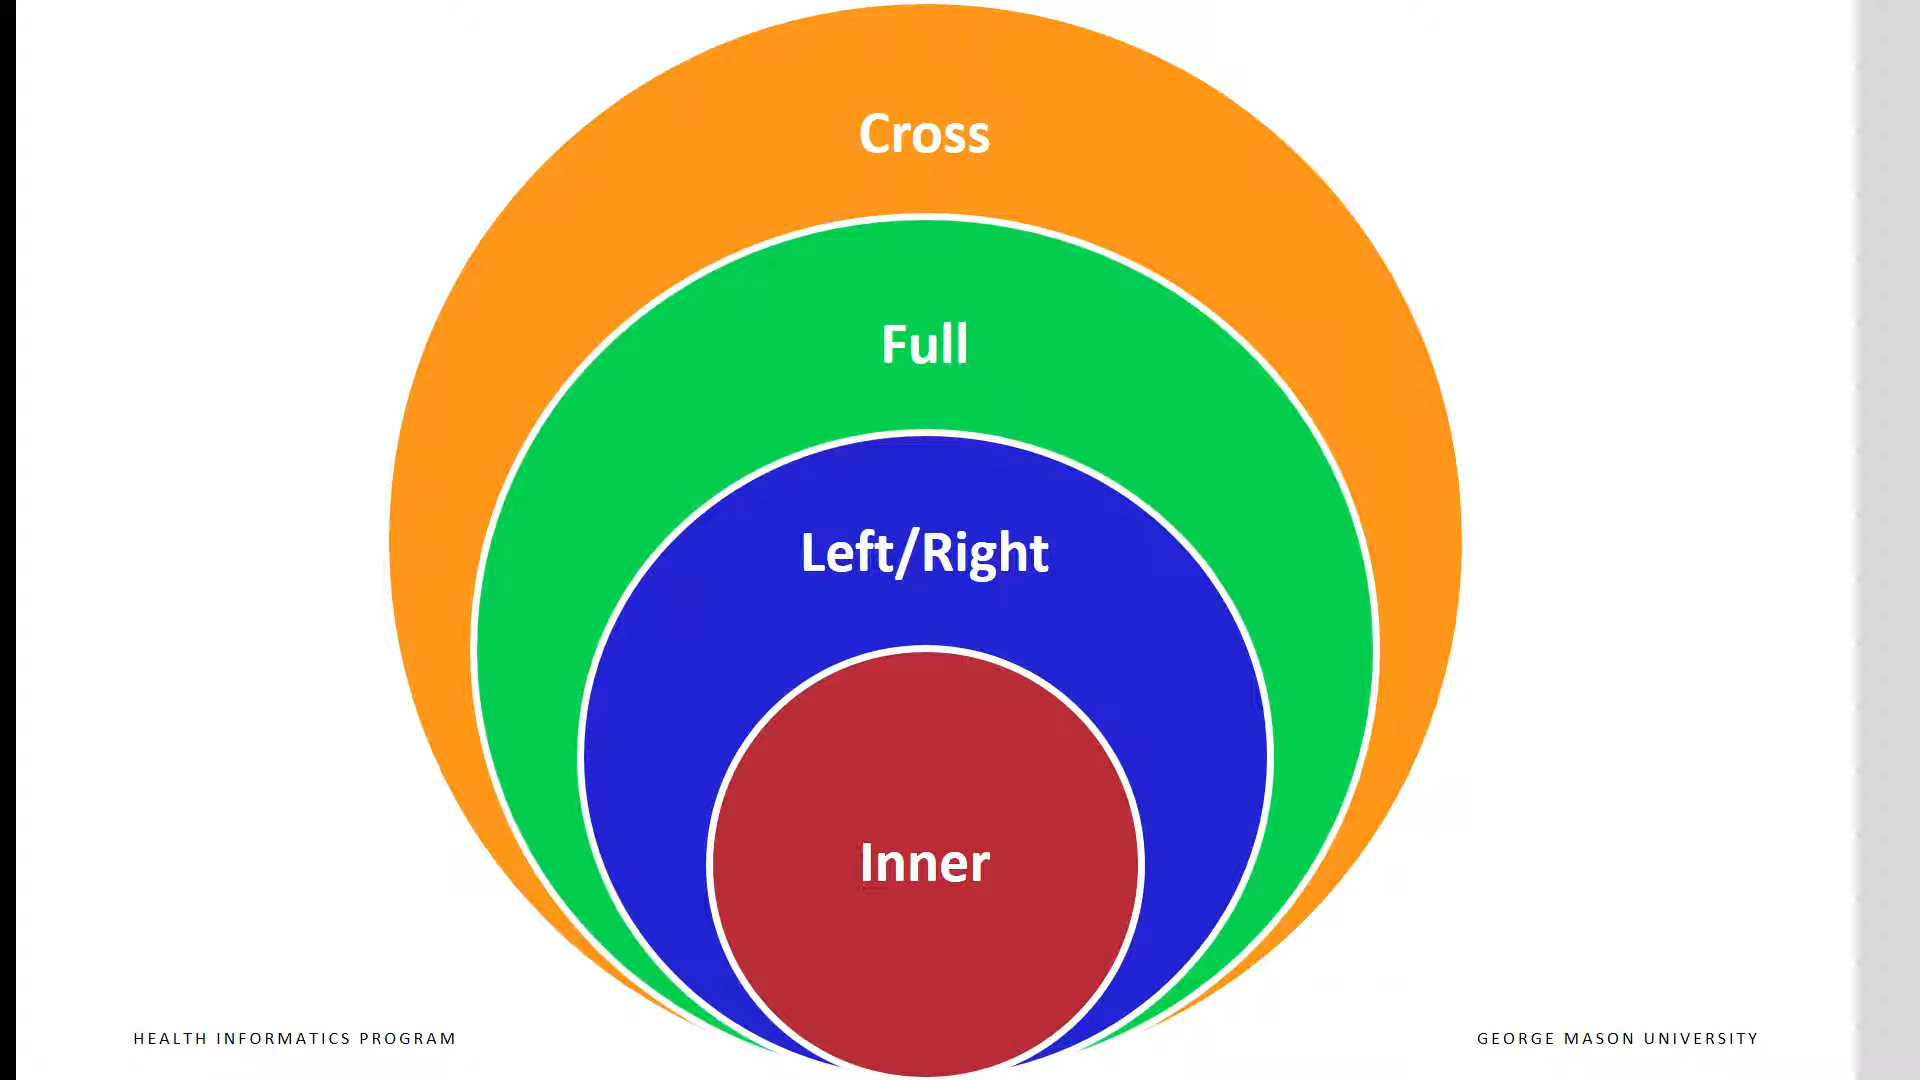 Cross
Full
Left/Right
Inner
HEALTH INFORMATICS PROGRAM
GEORGE MASON UNIVERSITY